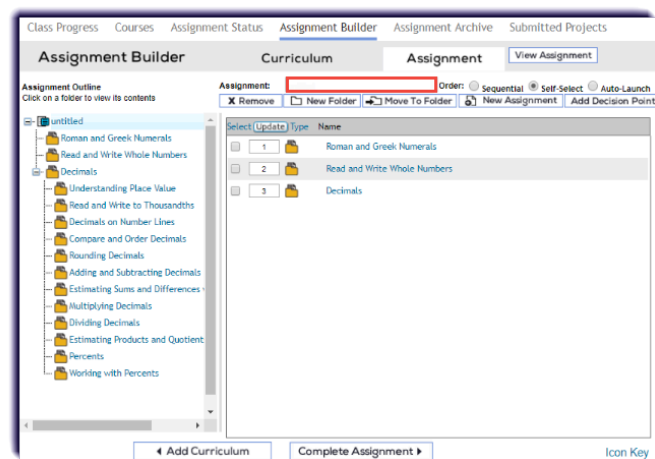 Class Progress Courses Assignment Status Assignment Builder Assignment Archive Submitted Projects
Assignment Builder Curriculum Assignment View Assignment
Assignment Outline
Click on a folder to view its contents
Assignment: Order: Sequential Self-Select Auto-Launch
X Remove New Folder Move To Folder New Assignment Add Decision Point
untitled
Roman and Greek Numerals
Read and Write Whole Numbers
Decimals
Understanding Place Value
Read and Write to Thousandths
Decimals on Number Lines
Compare and Order Decimals
Rounding Decimals
Adding and Subtracting Decimals
Estimating Sums and Differences
Multiplying Decimals
Dividing Decimals
Estimating Products and Quotient
Percents
Working with Percents
Select Update Type Name
1 Roman and Greek Numerals
2 Read and Write Whole Numbers
3 Decimals
Add Curriculum Complete Assignment Icon Key